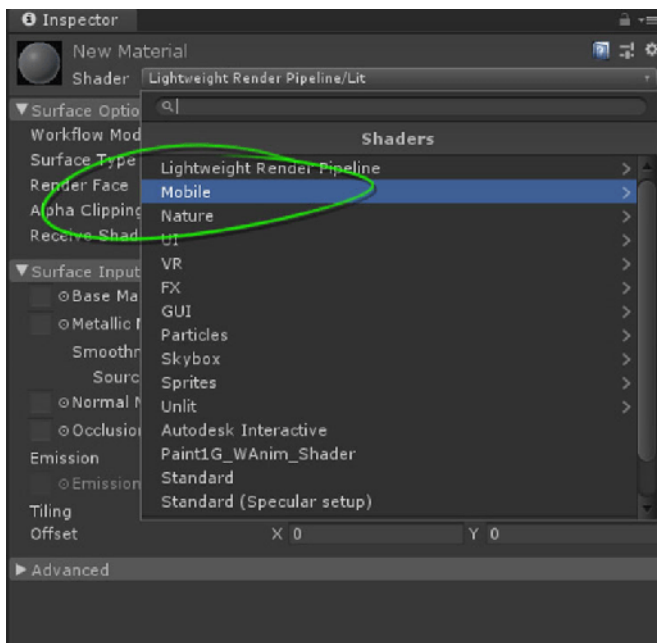 Inspector
New Material
Shader Lightweight Render Pipeline/Lit
Surface Optio
Shaders
Workflow Mod
Surface Type
Lightweight Render Pipeline
Render Face
Mobile
Alpha Clipping
Nature
Receive Shad
UI
VR
Surface Input
FX
Base Ma
GUI
Metallic
Particles
Smoothn
Skybox
Sourc
Sprites
Normal
Unlit
Occlusion
Autodesk Interactive
Emission
Paint1G_WAnim_Shader
Standard
Emission
Standard (Specular setup)
Tiling
Offset X 0 Y 0
Advanced